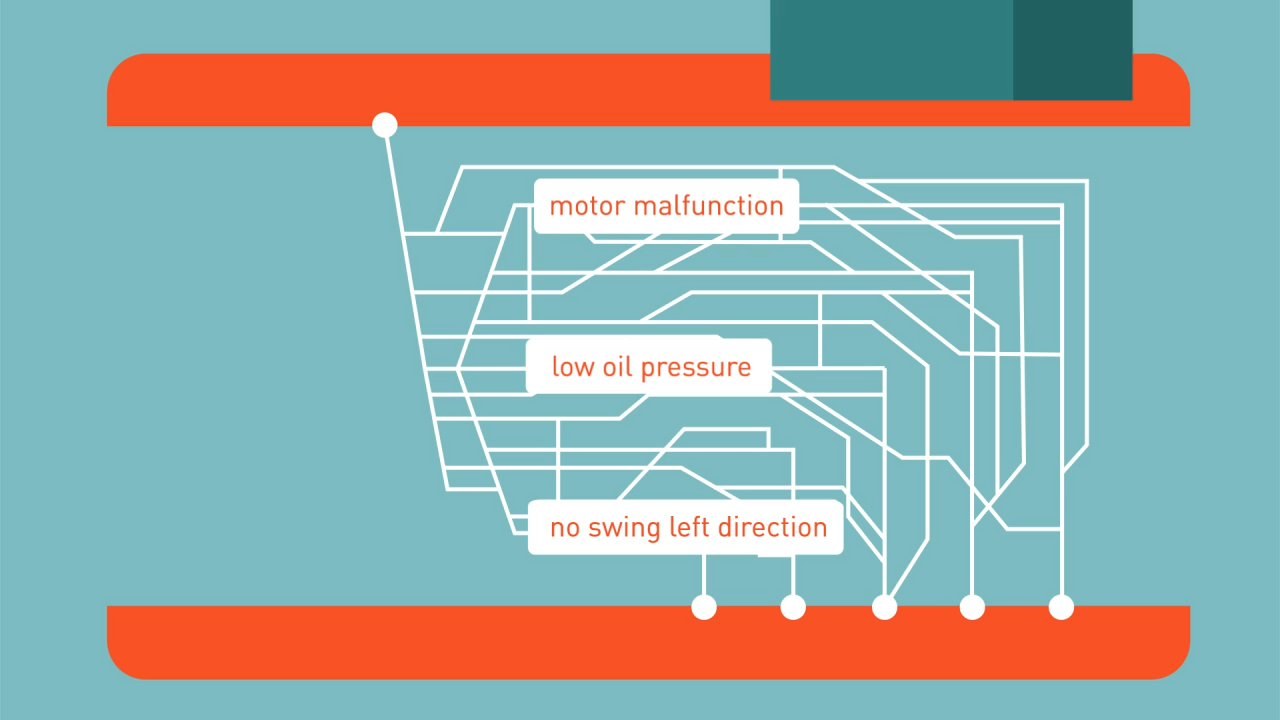 motor malfunction
low oil pressure
no swing left direction